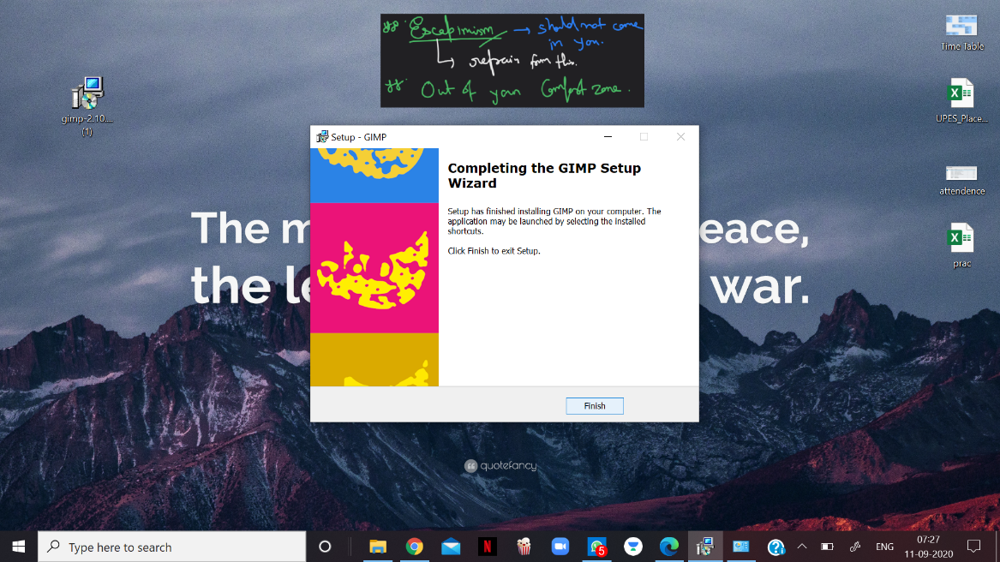 ** Escapimism → should not come
in you.
↳ refrain from this.
** Out of your Comfort zone.
Time Table
gimp-2.10....
(1)
UPES_Place...
Setup - GIMP
Completing the GIMP Setup
Wizard
attendence
Setup has finished installing GIMP on your computer. The
application may be launched by selecting the installed
shortcuts.
Click Finish to exit Setup.
prac
The m eace,
the le war.
Finish
quotefancy
Type here to search
N
5
ENG
07:27
11-09-2020